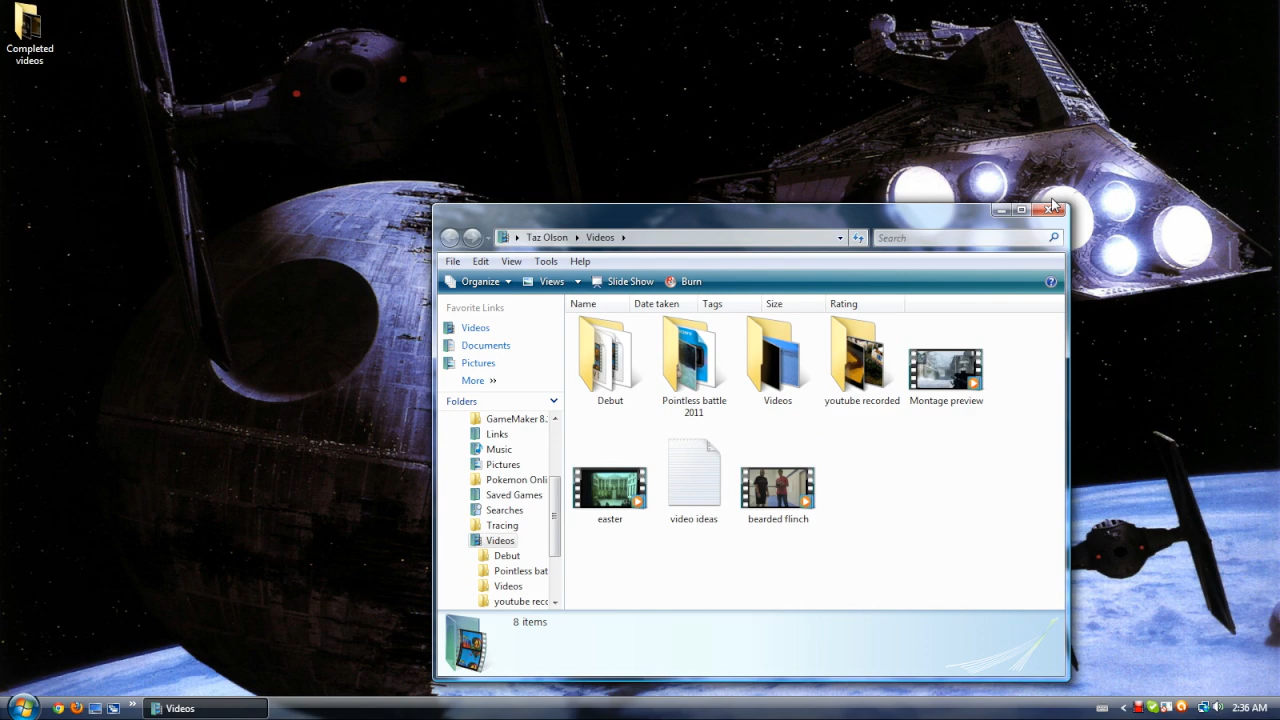 Completed
videos
Taz Olson
Videos
Search
File
Edit
View
Tools
Help
Organize
Views
Slide Show
Burn
Favorite Links
Videos
Documents
Pictures
More »
Folders
GameMaker 8.
Links
Music
Pictures
Pokemon Onli
Saved Games
Searches
Tracing
Videos
Debut
Pointless bat
Videos
youtube recc
Name
Date taken
Tags
Size
Rating
Debut
Pointless battle
2011
Videos
youtube recorded
Montage preview
easter
video ideas
bearded flinch
8 items
Videos
2:36 AM